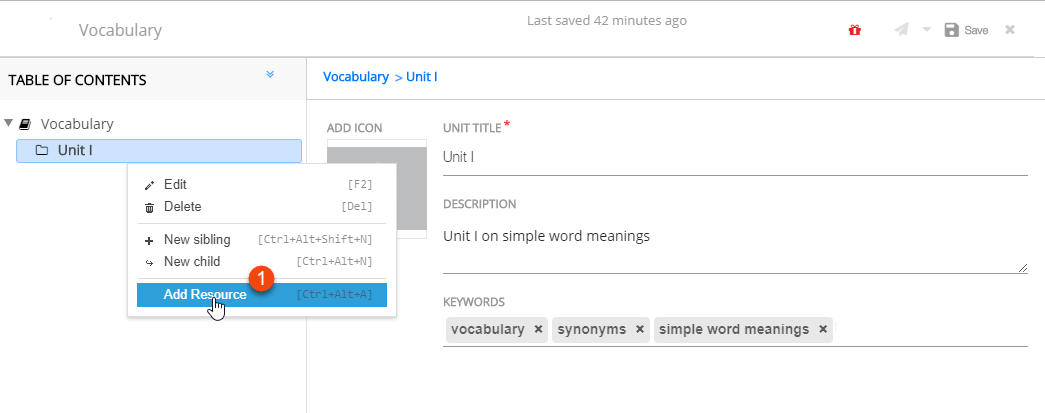 Vocabulary
Last saved 42 minutes ago
Save
TABLE OF CONTENTS
Vocabulary > Unit I
Vocabulary
Unit I
Edit [F2]
Delete [Del]
New sibling [Ctrl+Alt+Shift+N]
New child [Ctrl+Alt+N]
1
Add Resource [Ctrl+Alt+A]
ADD ICON
UNIT TITLE*
Unit I
DESCRIPTION
Unit I on simple word meanings
KEYWORDS
vocabulary × synonyms × simple word meanings ×